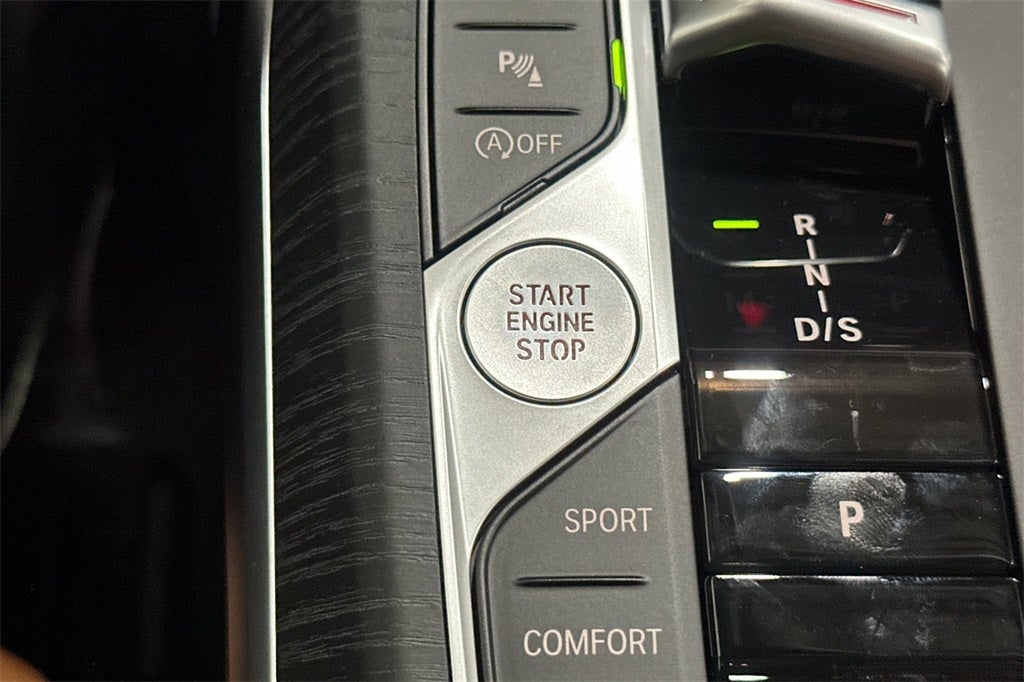 P
A OFF
START
ENGINE
STOP
SPORT
COMFORT
R
N
D/S
P